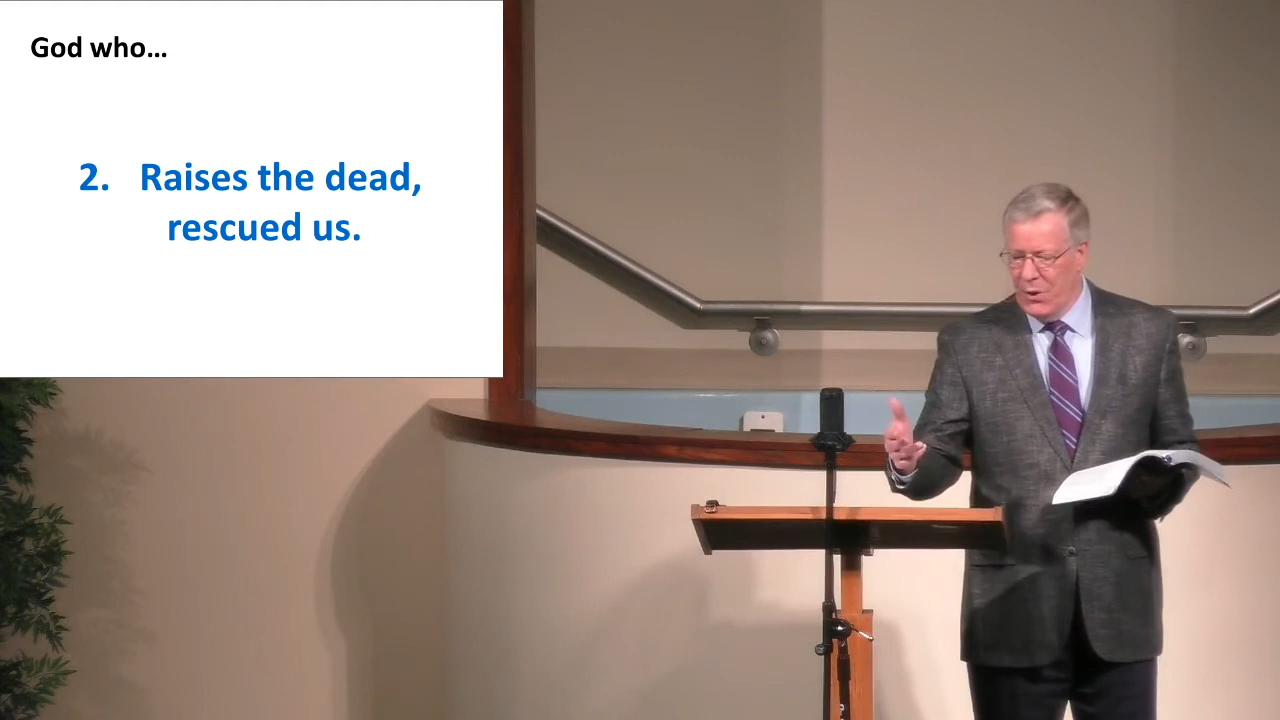 God who...
2. Raises the dead,
rescued us.